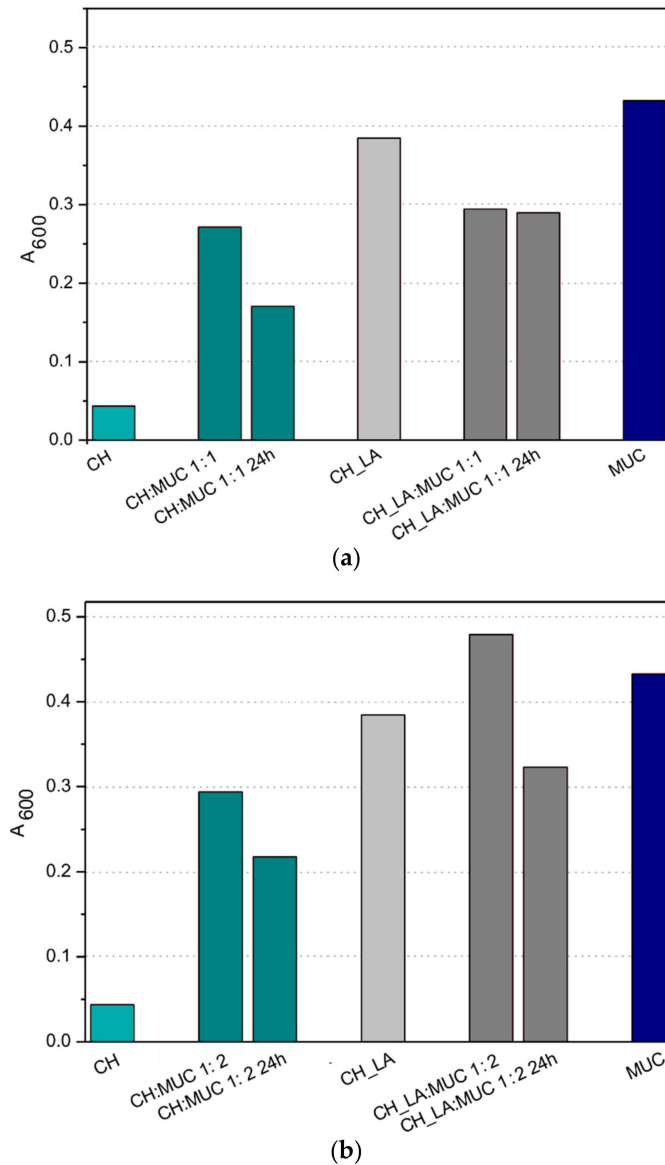 0.5
0.4
0.3
0.2
0.1
0.0
A600
CH
CH:MUC 1:1
CH:MUC 1:1 24h
CH_LA
CH_LA:MUC 1:1
CH_LA:MUC 1:1 24h
MUC
(a)
0.5
0.4
0.3
0.2
0.1
0.0
A600
CH
CH:MUC 1: 2
CH:MUC 1: 2 24h
CH_LA
CH_LA:MUC 1:2
CH_LA:MUC 1:2 24h
MUC
(b)